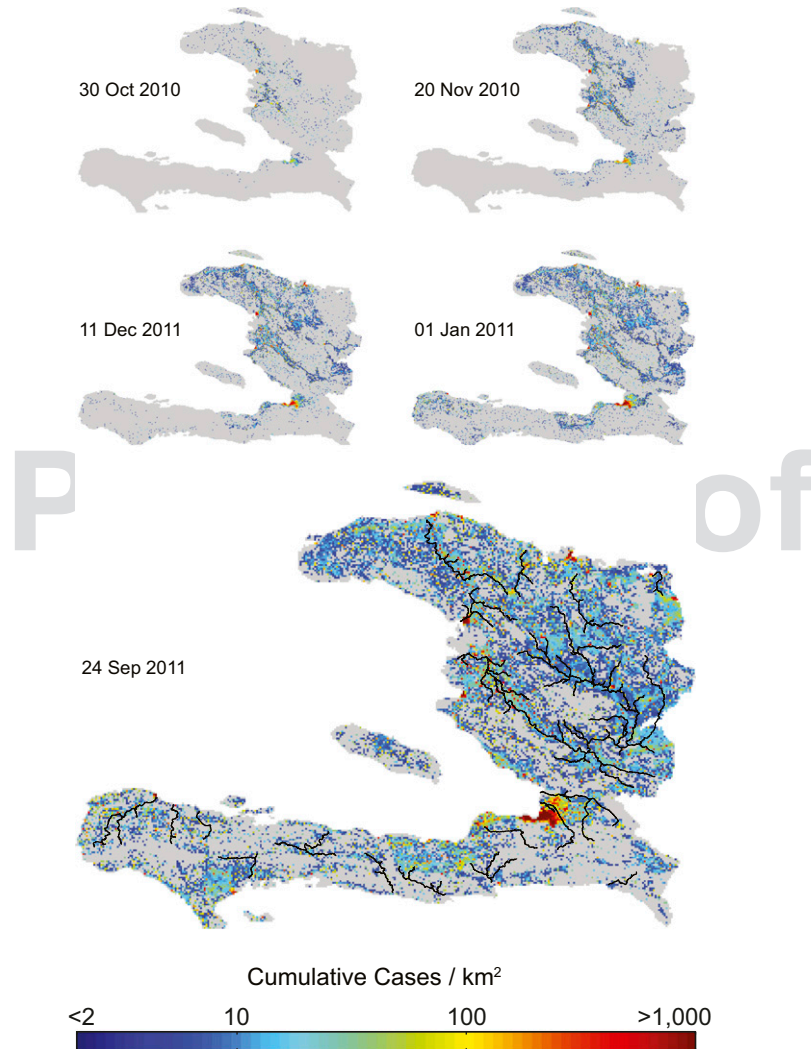 30 Oct 2010
20 Nov 2010
11 Dec 2011
01 Jan 2011
P of
24 Sep 2011
Cumulative Cases / km²
<2 10 100 >1,000